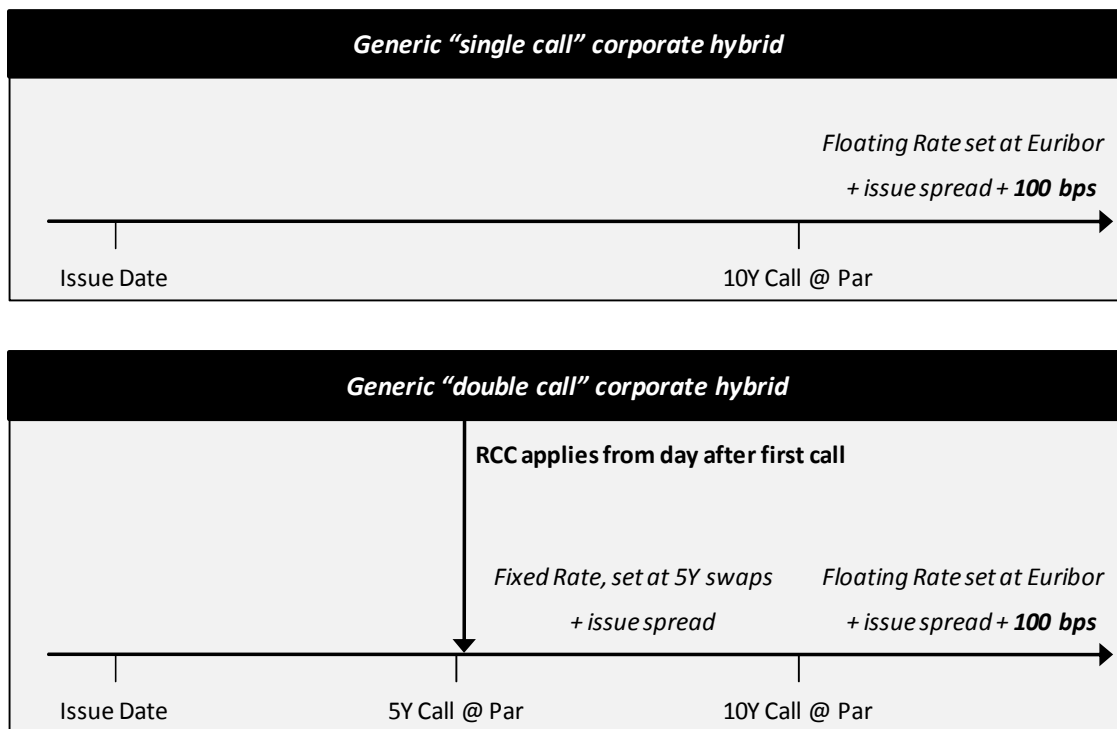 Generic “single call” corporate hybrid
Floating Rate set at Euribor
+ issue spread + 100 bps
Issue Date
10Y Call @ Par
Generic “double call” corporate hybrid
RCC applies from day after first call
Fixed Rate, set at 5Y swaps
+ issue spread
Floating Rate set at Euribor
+ issue spread + 100 bps
Issue Date
5Y Call @ Par
10Y Call @ Par